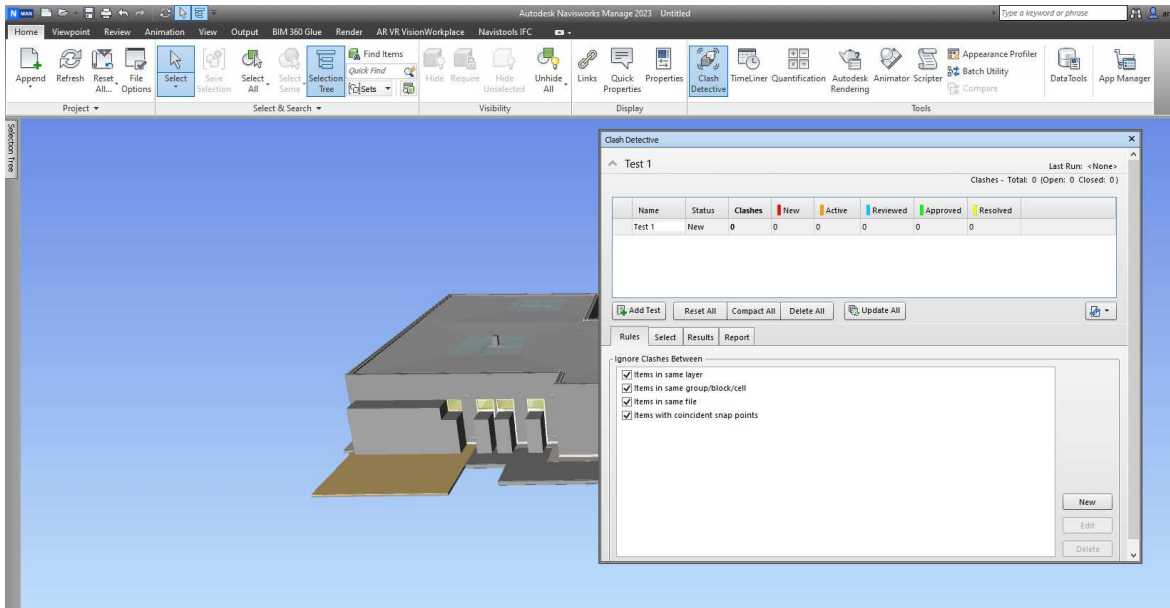 N MAN
Autodesk Navisworks Manage 2023 Untitled
Type a keyword or phrase
Home Viewpoint Review Animation View Output BIM 360 Glue Render AR VR VisionWorkplace Navistools IFC
Append
Refresh
Reset All...
File Options
Project
Select
Save Selection
Select All
Select Same
Selection Tree
Find Items
Quick Find
Sets
Select & Search
Hide
Require
Hide Unselected
Unhide All
Visibility
Links
Quick Properties
Properties
Display
Clash Detective
TimeLiner
Quantification
Autodesk Rendering
Animator
Scripter
Appearance Profiler
Batch Utility
Compare
Tools
DataTools
App Manager
Selection Tree
Clash Detective
Test 1
Last Run: <None>
Clashes - Total: 0 (Open: 0 Closed: 0)
Name Status Clashes New Active Reviewed Approved Resolved
Test 1 New 0 0 0 0 0 0
Add Test Reset All Compact All Delete All Update All
Rules Select Results Report
Ignore Clashes Between
Items in same layer
Items in same group/block/cell
Items in same file
Items with coincident snap points
New
Edit
Delete